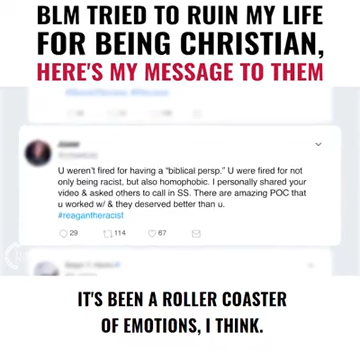 BLM TRIED TO RUIN MY LIFE
FOR BEING CHRISTIAN,
HERE'S MY MESSAGE TO THEM
U weren't fired for having a "biblical persp." U were fired for not
only being racist, but also homophobic. I personally shared your
video & asked others to call in SS. There are amazing POC that
u worked w/ & they deserved better than u.
#reagantheracist
29 114 67
IT'S BEEN A ROLLER COASTER
OF EMOTIONS, I THINK.